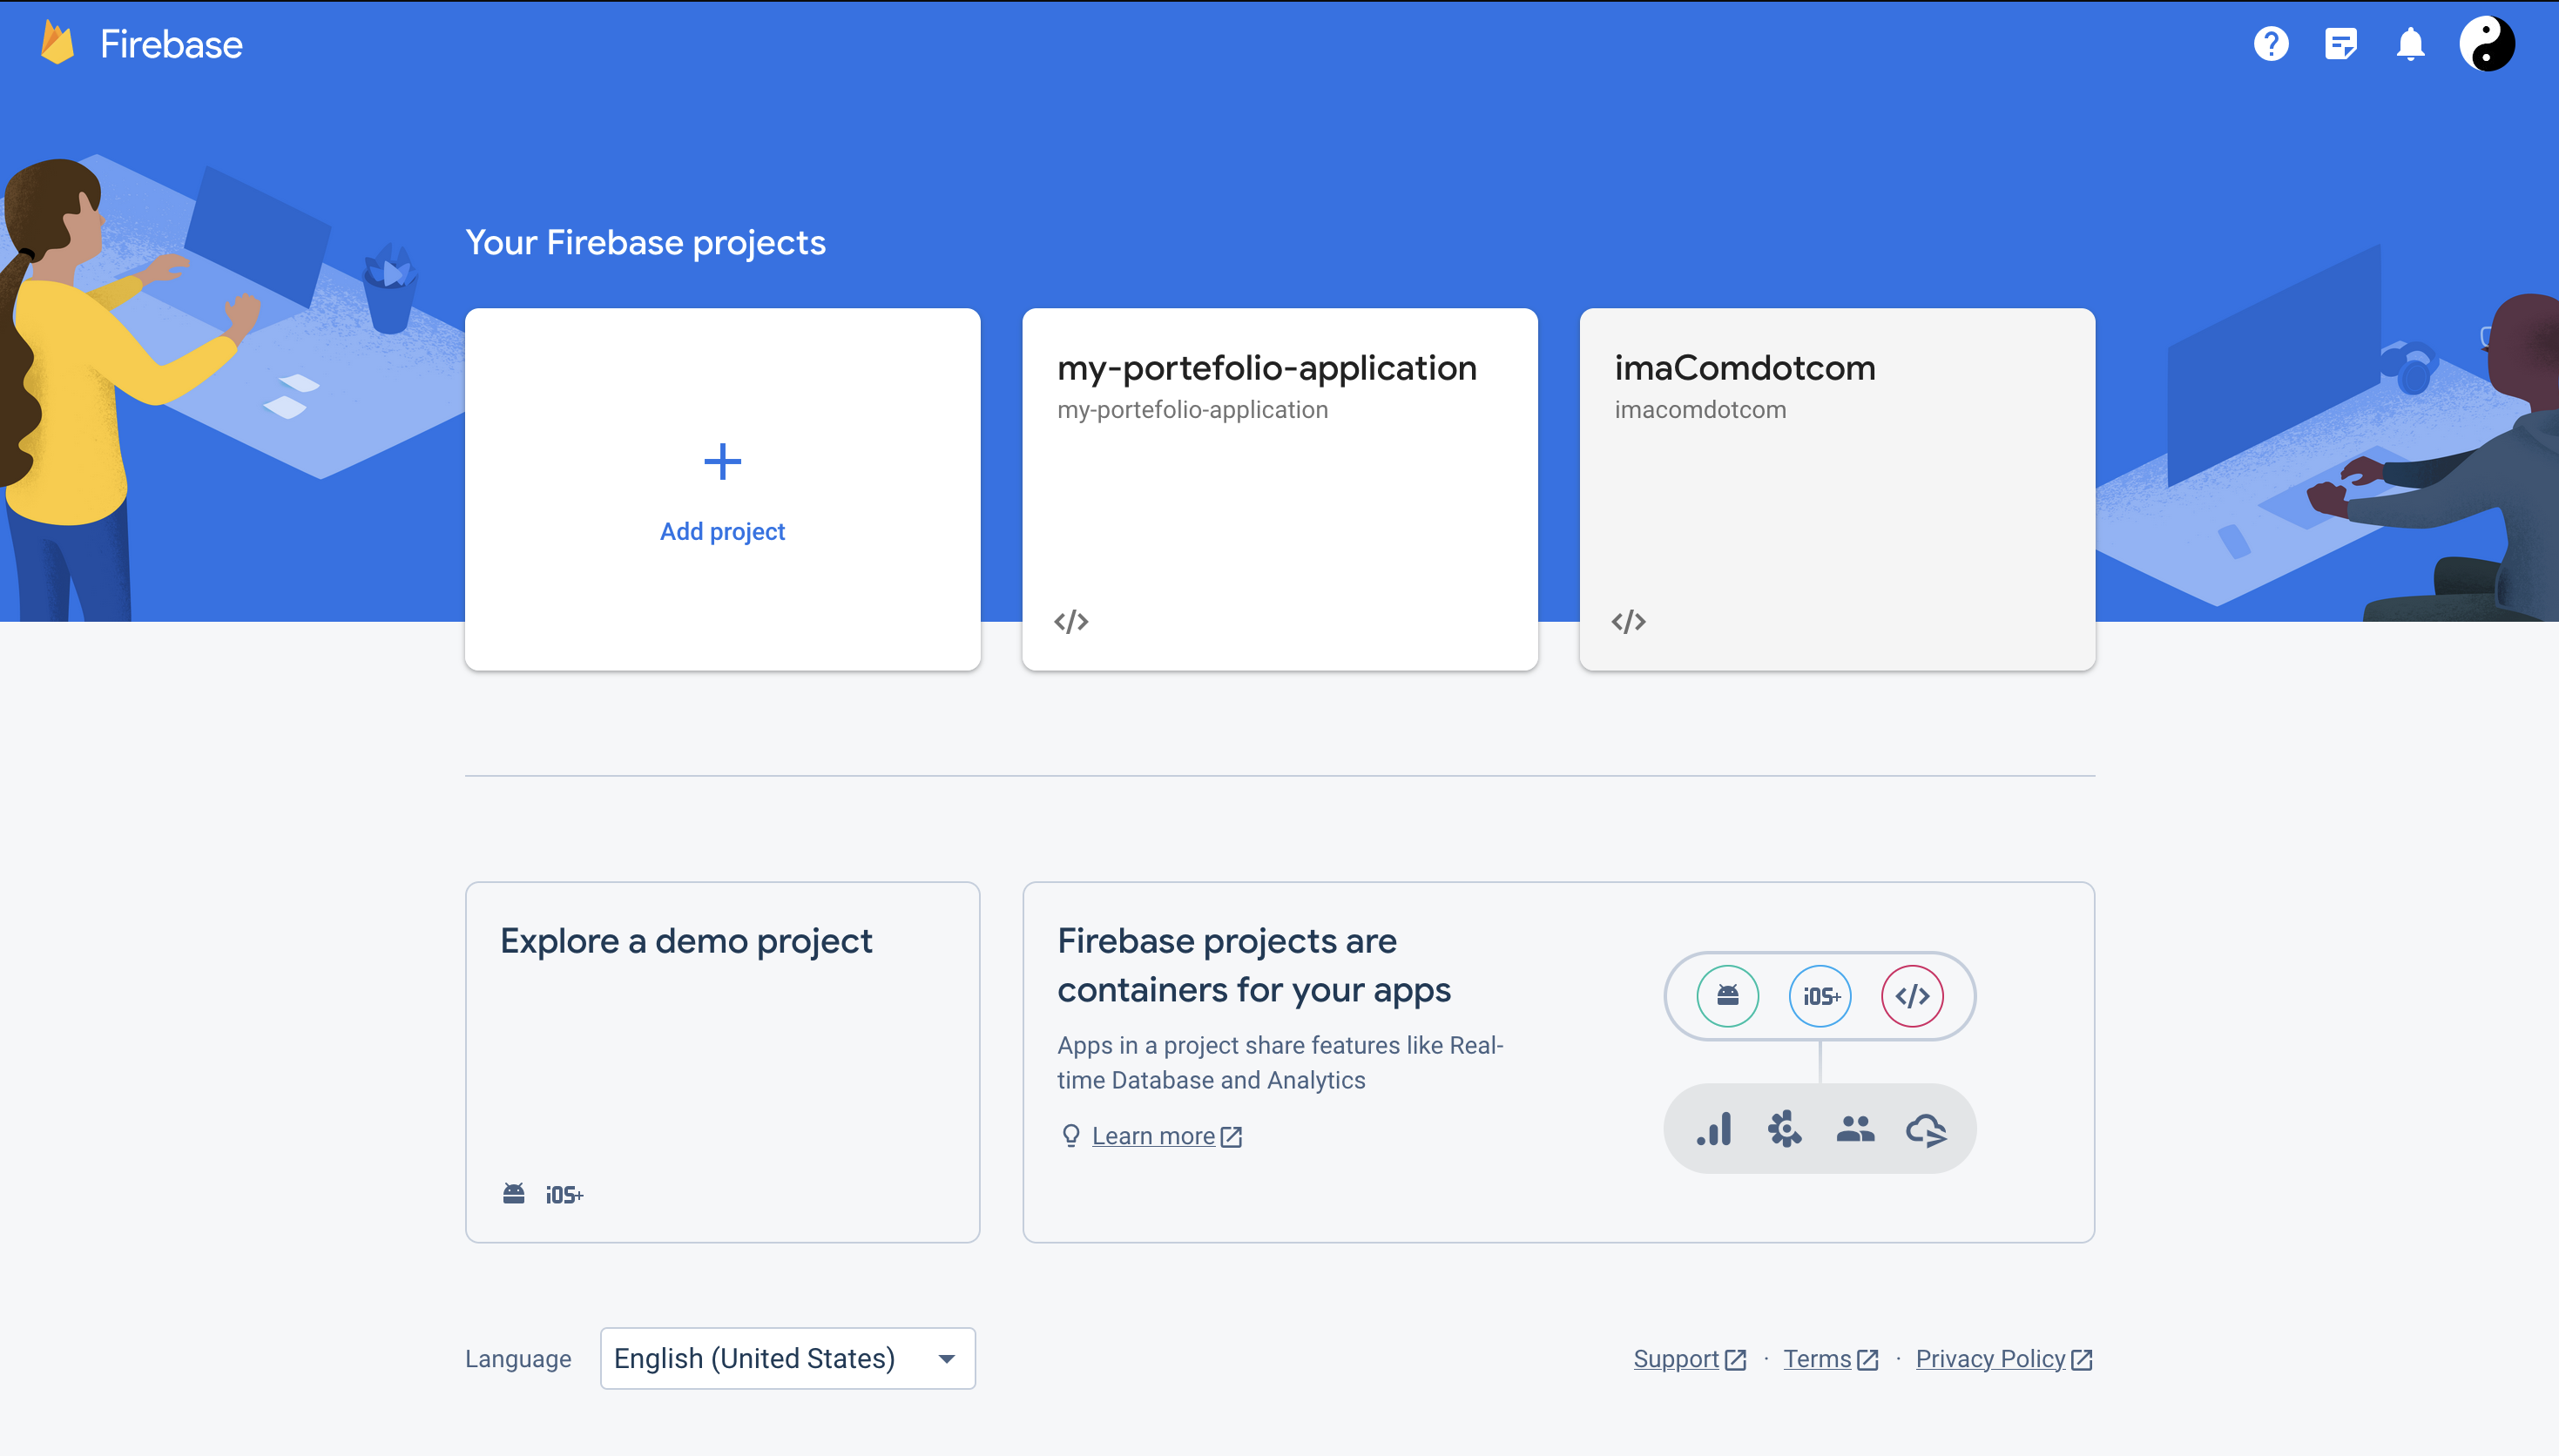 Firebase
Your Firebase projects
Add project
my-portefolio-application
my-portefolio-application
imaComdotcom
imacomdotcom
Explore a demo project
iOS+
Firebase projects are
containers for your apps
Apps in a project share features like Real-
time Database and Analytics
Learn more
iOS+
Language
English (United States)
Support · Terms · Privacy Policy